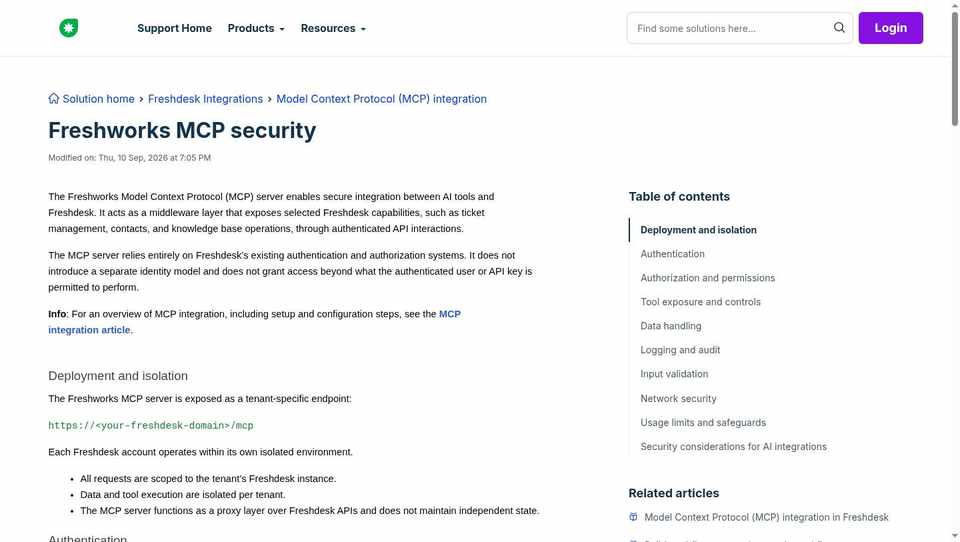 Support Home
Products
Resources
Find some solutions here...
Login
Solution home › Freshdesk Integrations › Model Context Protocol (MCP) integration
Freshworks MCP security
Modified on: Thu, 10 Sep, 2026 at 7:05 PM
The Freshworks Model Context Protocol (MCP) server enables secure integration between AI tools and
Freshdesk. It acts as a middleware layer that exposes selected Freshdesk capabilities, such as ticket
management, contacts, and knowledge base operations, through authenticated API interactions.
The MCP server relies entirely on Freshdesk's existing authentication and authorization systems. It does not
introduce a separate identity model and does not grant access beyond what the authenticated user or API key is
permitted to perform.
Info: For an overview of MCP integration, including setup and configuration steps, see the MCP
integration article.
Deployment and isolation
The Freshworks MCP server is exposed as a tenant-specific endpoint:
https://<your-freshdesk-domain>/mcp
Each Freshdesk account operates within its own isolated environment.
• All requests are scoped to the tenant's Freshdesk instance.
• Data and tool execution are isolated per tenant.
• The MCP server functions as a proxy layer over Freshdesk APIs and does not maintain independent state.
Authentication
Table of contents
Deployment and isolation
Authentication
Authorization and permissions
Tool exposure and controls
Data handling
Logging and audit
Input validation
Network security
Usage limits and safeguards
Security considerations for AI integrations
Related articles
Model Context Protocol (MCP) integration in Freshdesk